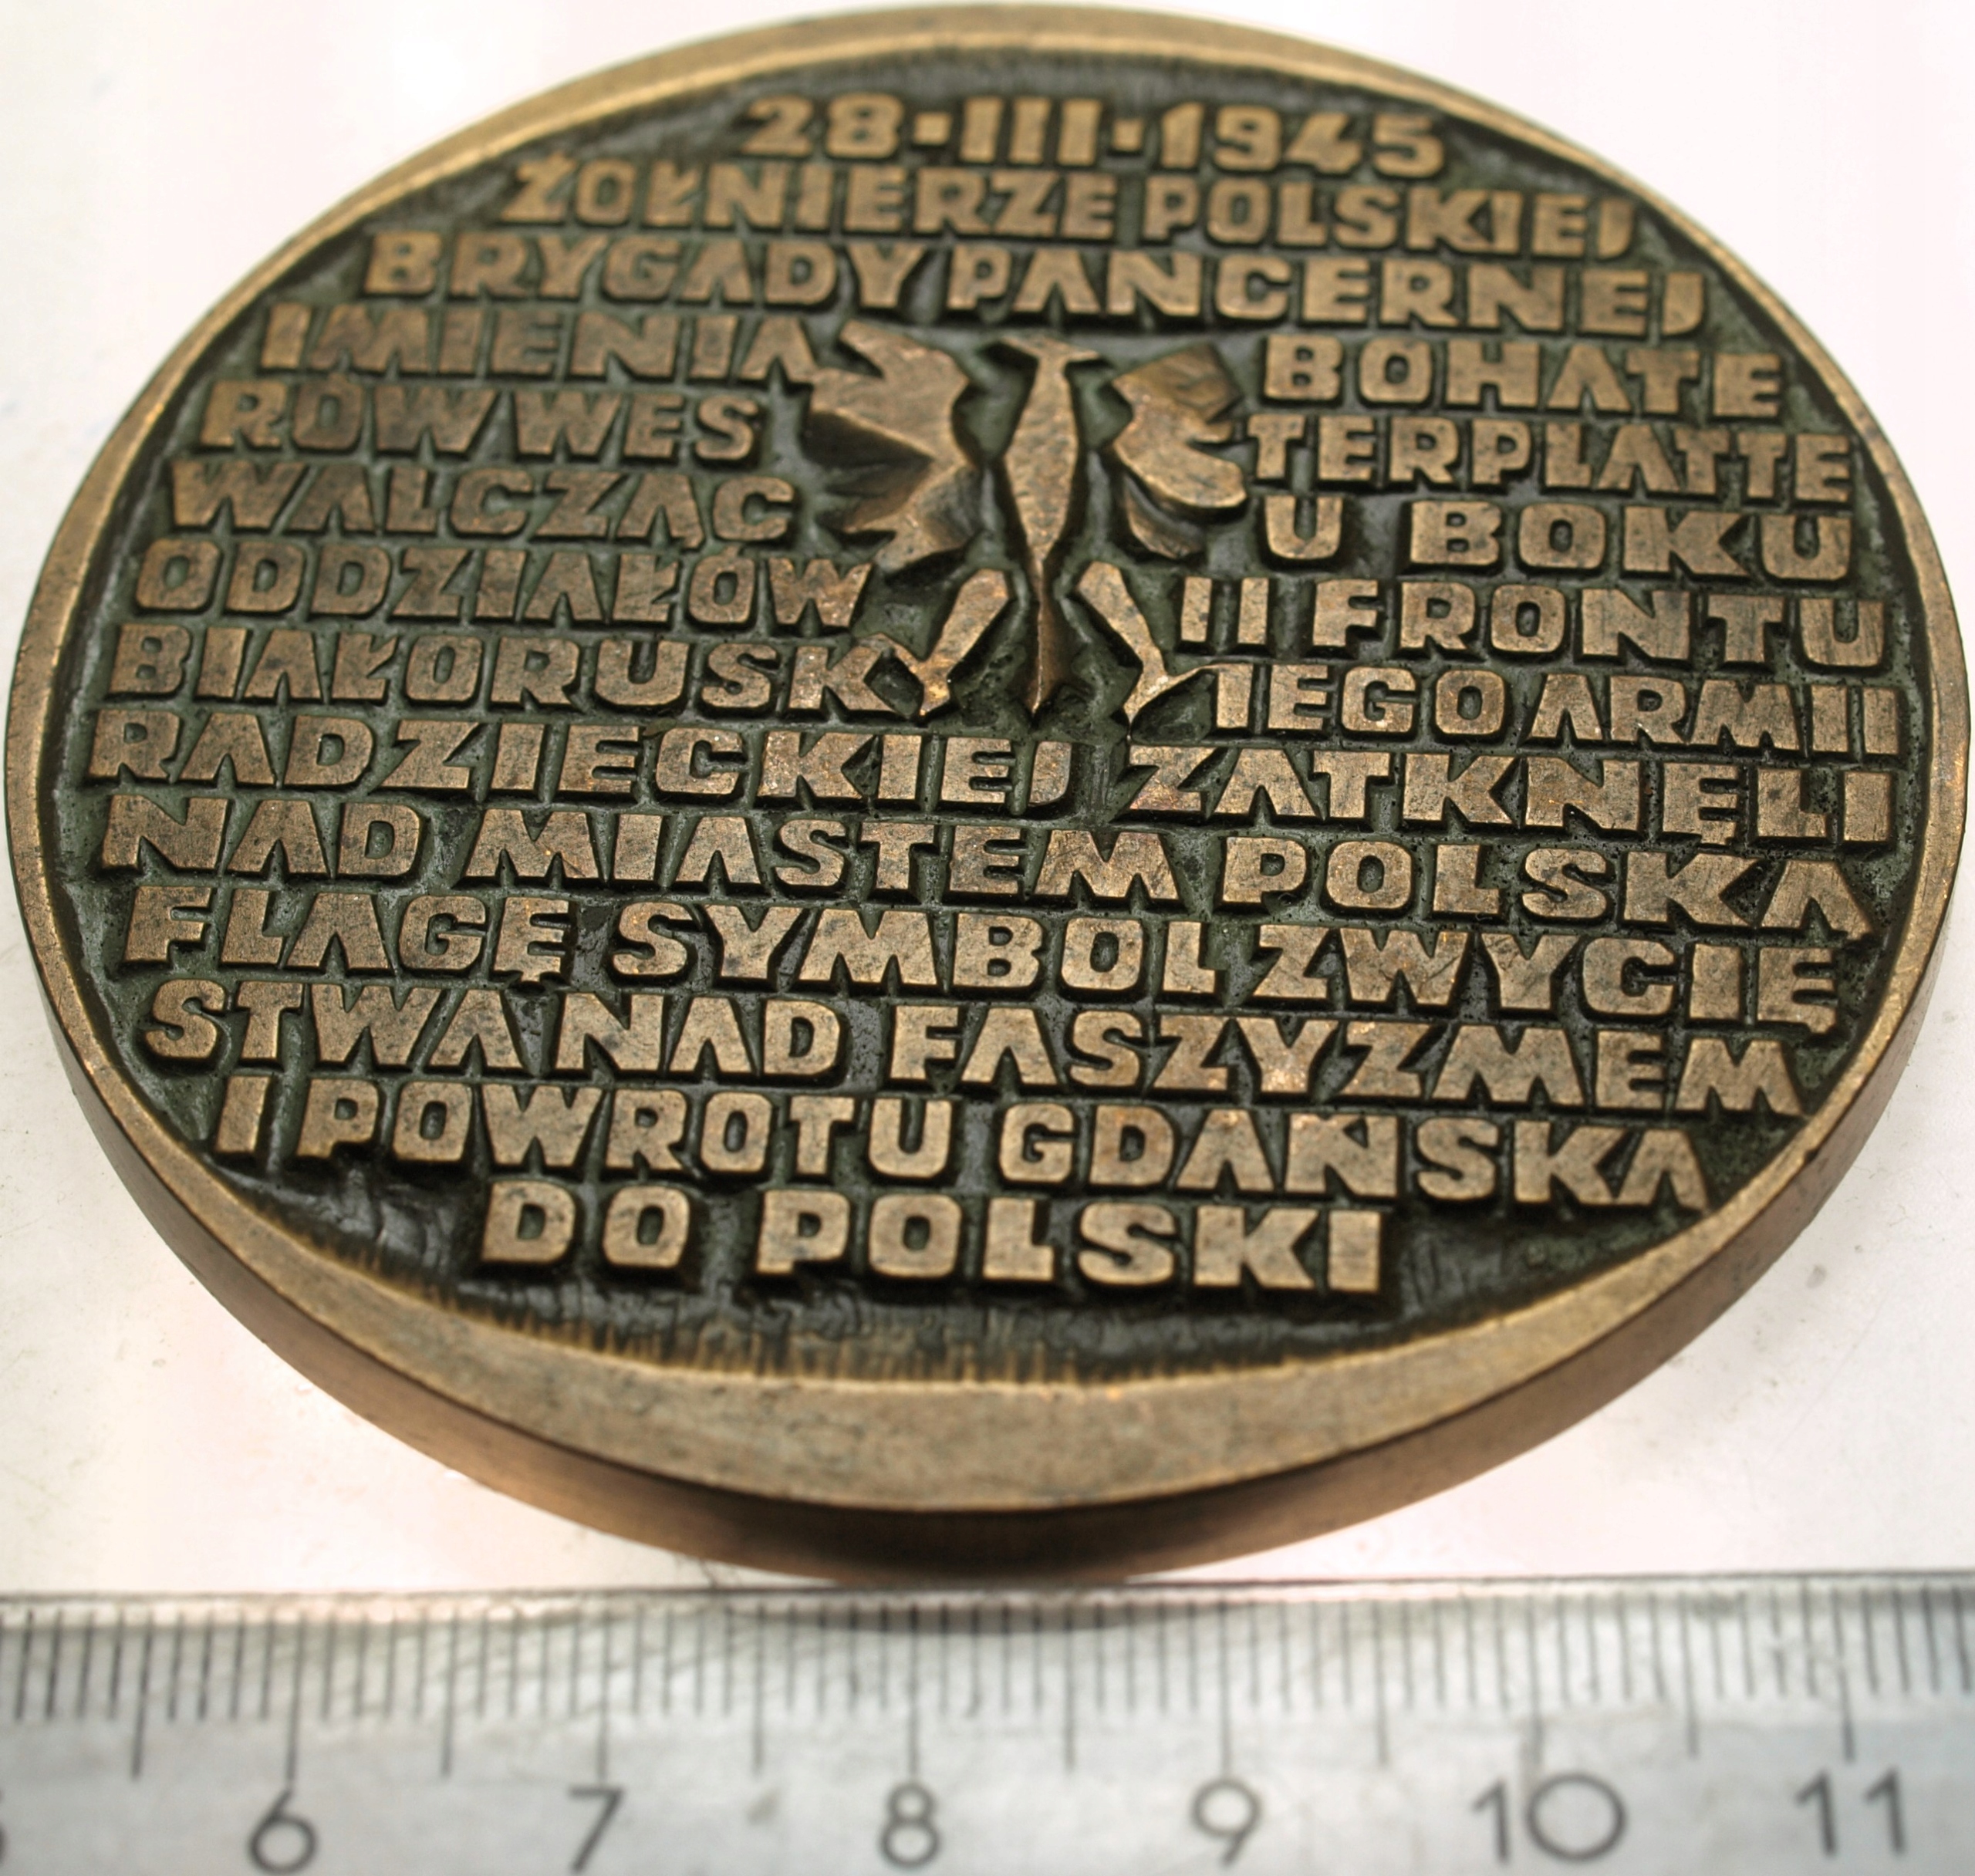 28·III·1945
ŻOŁNIERZE POLSKIEJ
BRYGADY PANCERNEJ
IMIENIA BOHATE
RÓW WES TERPLATTE
WALCZĄC U BOKU
ODDZIAŁÓW II FRONTU
BIAŁORUSK IEGO ARMII
RADZIECKIEJ ZATKNĘLI
NAD MIASTEM POLSKĄ
FLAGĘ SYMBOL ZWYCIĘ
STWA NAD FASZYZMEM
I POWROTU GDAŃSKA
DO POLSKI
6 7 8 9 10 11